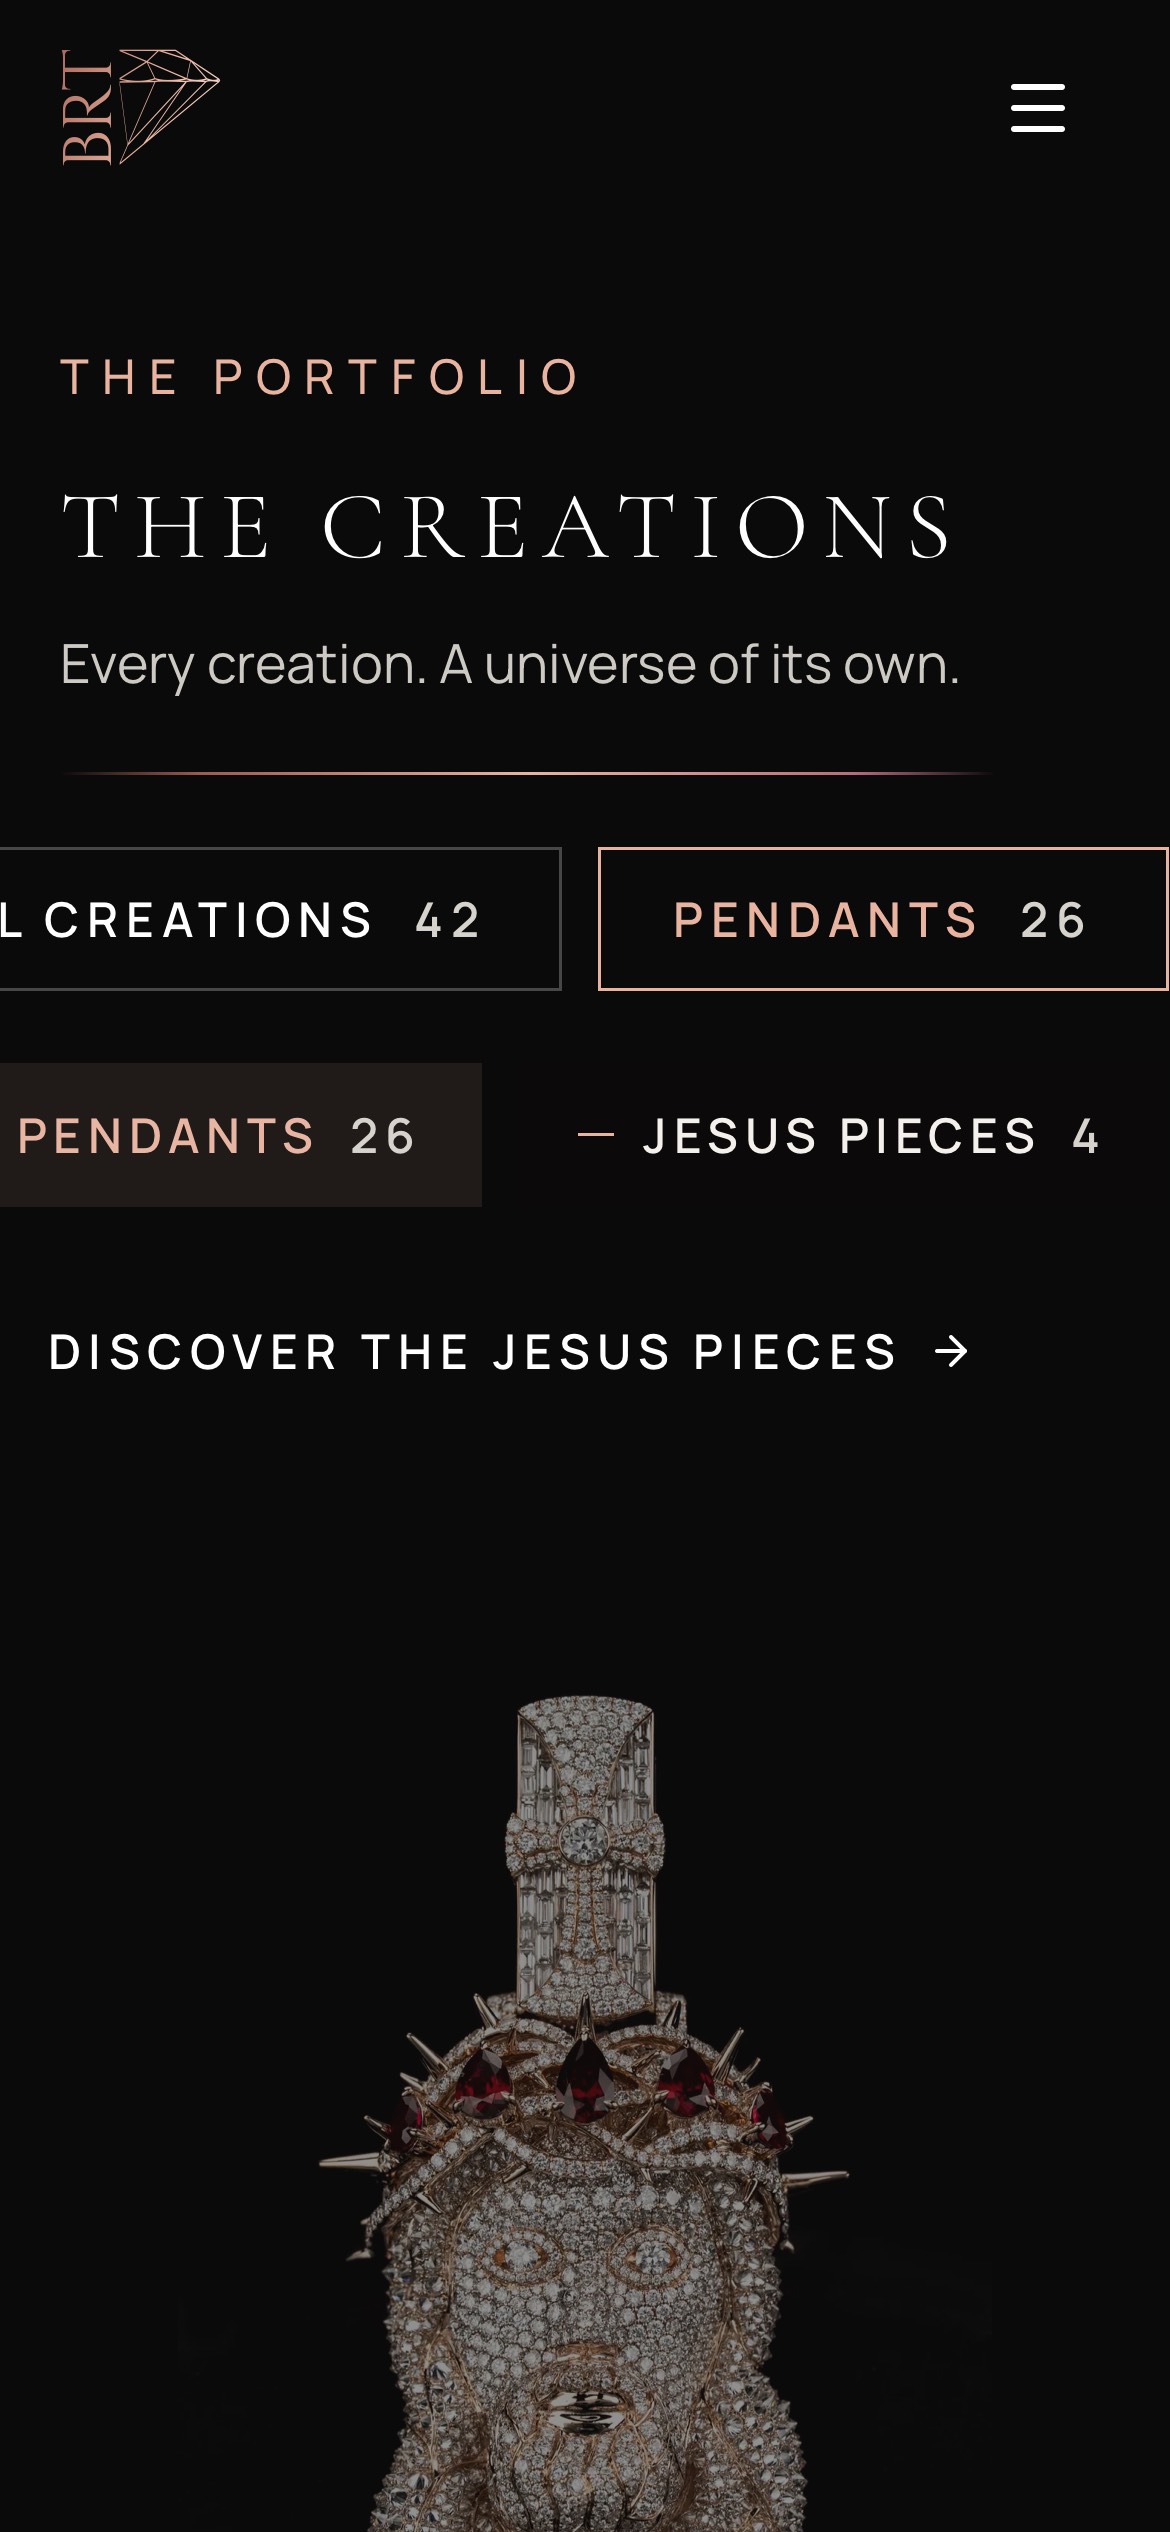 BRT
THE PORTFOLIO
THE CREATIONS
Every creation. A universe of its own.
L CREATIONS 42 PENDANTS 26
PENDANTS 26 — JESUS PIECES 4
DISCOVER THE JESUS PIECES →